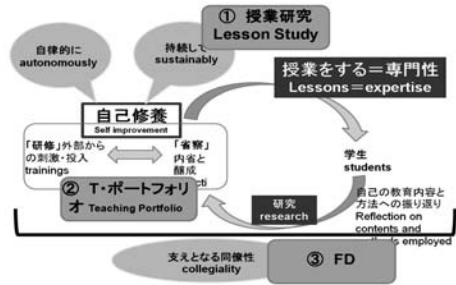 ① 授業研究
Lesson Study
自律的に
autonomously
持続して
sustainably
授業をする＝専門性
Lessons＝expertise
自己修養
Self improvement
「研修」外部か
らの刺激・投入
trainings
「省察」
内省と
醸成
学生
students
② T・ポートフォリ
オ Teaching Portfolio
研究
research
自己の教育内容と
方法への振り返り
Reflection on
contents and
employed
支えとなる同僚性
collegiality
③ FD